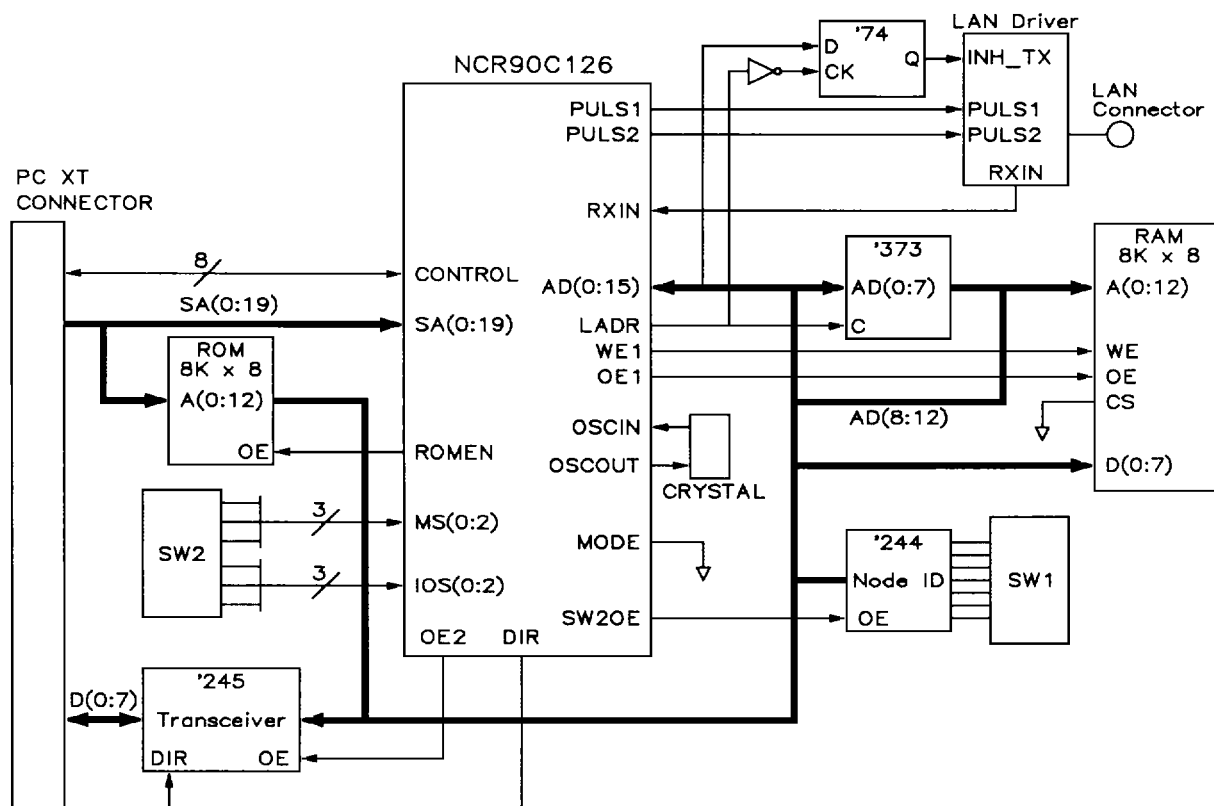 LAN Driver
'74
D
CK
Q
INH_TX
NCR90C126
PULS1
PULS2
PULS1
PULS2
RXIN
LAN
Connector
PC XT
CONNECTOR
RXIN
8
CONTROL
SA(0:19)
SA(0:19)
AD(0:15)
LADR
WE1
OE1
'373
AD(0:7)
C
RAM
8K x 8
A(0:12)
WE
OE
CS
D(0:7)
AD(8:12)
ROM
8K x 8
A(0:12)
OE
ROMEN
OSCIN
OSCOUT
CRYSTAL
SW2
3
MS(0:2)
3
IOS(0:2)
MODE
SW2OE
'244
Node ID
OE
SW1
OE2
DIR
D(0:7)
'245
Transceiver
DIR
OE